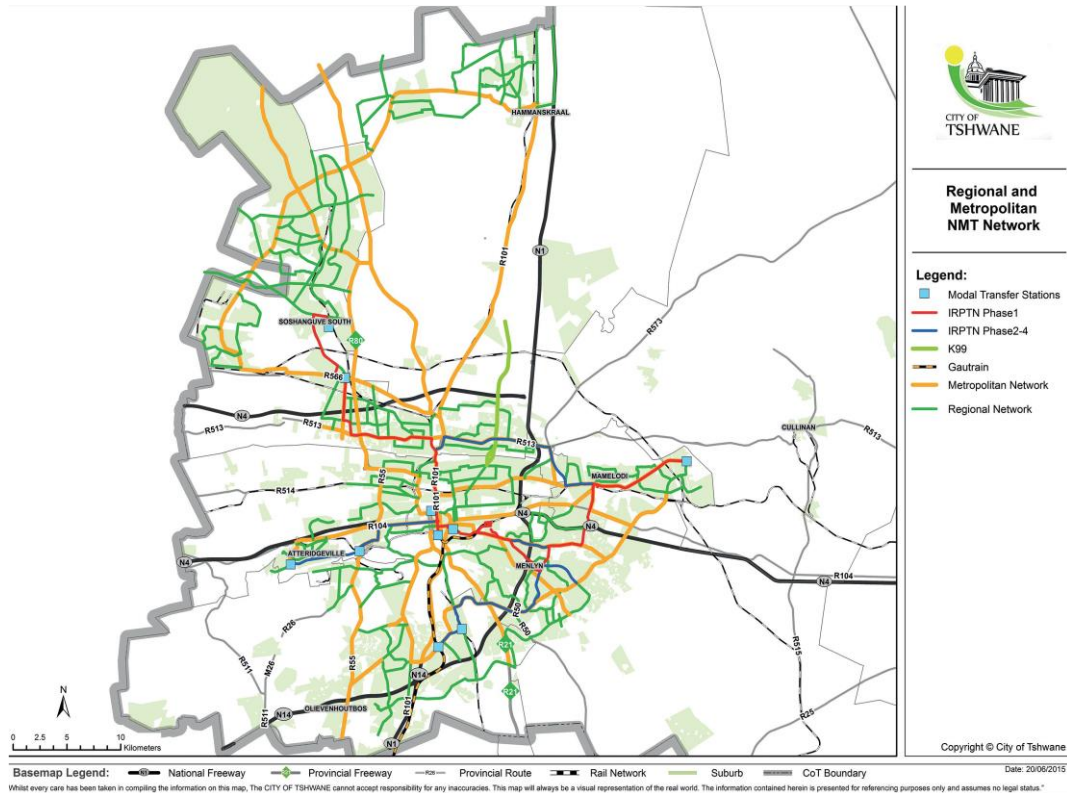 HAMMANSKRAAL
R101
N1
R573
SOSHANGUVE SOUTH
R80
R566
N4
R513
R513
R513
CULLINAN
R513
R101
MAMELODI
R55
R101
R514
N4
R104
N4
ATTERIDGEVILLE
N4
MENLYN
R104
N4
R50
R50
R26
R511
M26
R55
R21
R21
R515
N14
OLIEVENHOUTBOS
R101
R511
N14
N1
R25
N
0 2.5 5 10
Kilometers
CITY OF
TSHWANE
Regional and
Metropolitan
NMT Network
Legend:
Modal Transfer Stations
IRPTN Phase1
IRPTN Phase2-4
K99
Gautrain
Metropolitan Network
Regional Network
Copyright © City of Tshwane
Date: 20/06/2015
Basemap Legend: National Freeway Provincial Freeway R26 Provincial Route Rail Network Suburb CoT Boundary
Whilst every care has been taken in compiling the information on this map, The CITY OF TSHWANE cannot accept responsibility for any inaccuracies. This map will always be a visual representation of the real world. The information contained herein is presented for referencing purposes only and assumes no legal status."